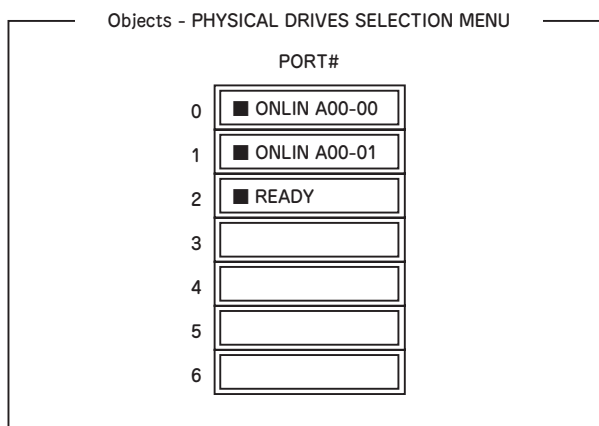 Objects - PHYSICAL DRIVES SELECTION MENU
PORT#
0 ■ ONLIN A00-00
1 ■ ONLIN A00-01
2 ■ READY
3
4
5
6